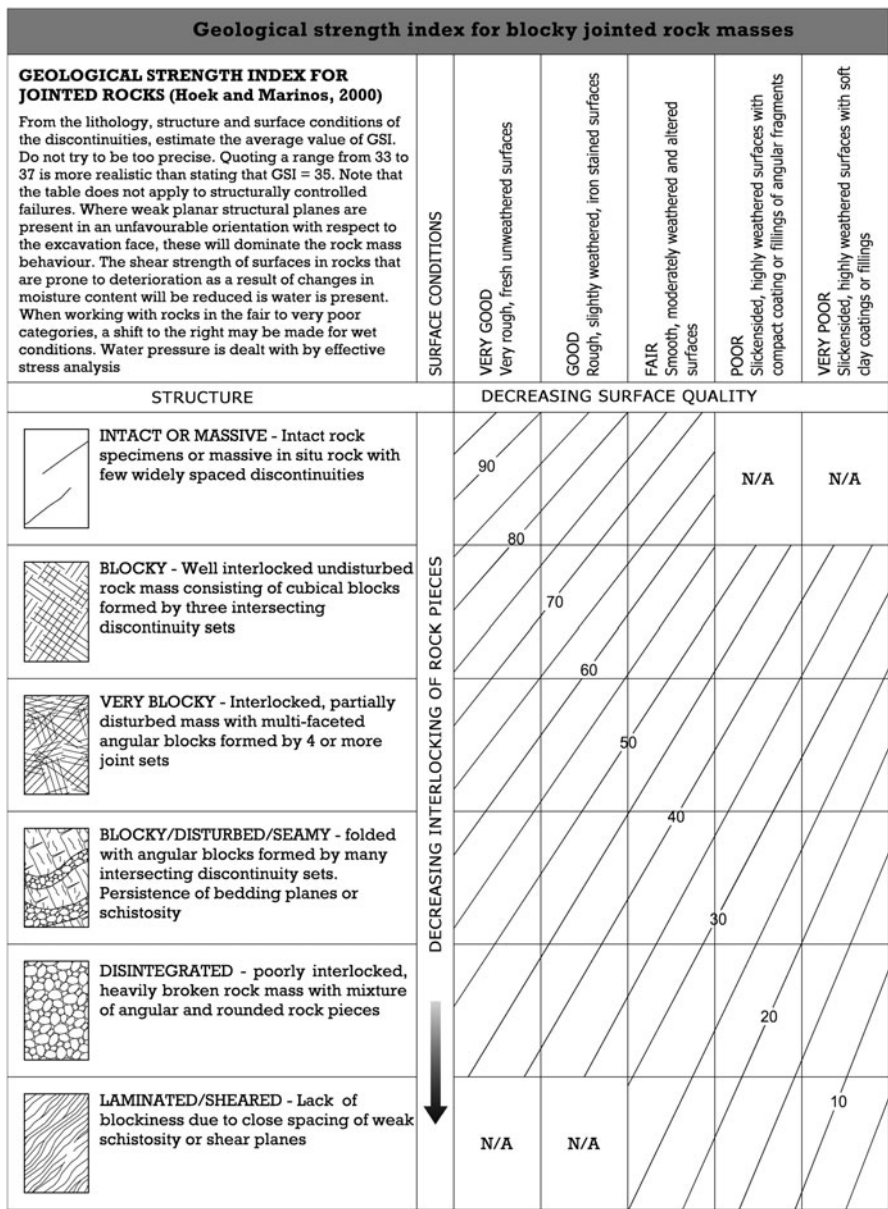 Geological strength index for blocky jointed rock masses
GEOLOGICAL STRENGTH INDEX FOR
JOINTED ROCKS (Hoek and Marinos, 2000)
From the lithology, structure and surface conditions of
the discontinuities, estimate the average value of GSI.
Do not try to be too precise. Quoting a range from 33 to
37 is more realistic than stating that GSI = 35. Note that
the table does not apply to structurally controlled
failures. Where weak planar structural planes are
present in an unfavourable orientation with respect to
the excavation face, these will dominate the rock mass
behaviour. The shear strength of surfaces in rocks that
are prone to deterioration as a result of changes in
moisture content will be reduced is water is present.
When working with rocks in the fair to very poor
categories, a shift to the right may be made for wet
conditions. Water pressure is dealt with by effective
stress analysis
SURFACE CONDITIONS
VERY GOOD
Very rough, fresh unweathered surfaces
GOOD
Rough, slightly weathered, iron stained surfaces
FAIR
Smooth, moderately weathered and altered
surfaces
POOR
Slickensided, highly weathered surfaces with
compact coating or fillings of angular fragments
VERY POOR
Slickensided, highly weathered surfaces with soft
clay coatings or fillings
STRUCTURE
DECREASING SURFACE QUALITY
INTACT OR MASSIVE - Intact rock
specimens or massive in situ rock with
few widely spaced discontinuities
BLOCKY - Well interlocked undisturbed
rock mass consisting of cubical blocks
formed by three intersecting
discontinuity sets
VERY BLOCKY - Interlocked, partially
disturbed mass with multi-faceted
angular blocks formed by 4 or more
joint sets
BLOCKY/DISTURBED/SEAMY - folded
with angular blocks formed by many
intersecting discontinuity sets.
Persistence of bedding planes or
schistosity
DISINTEGRATED - poorly interlocked,
heavily broken rock mass with mixture
of angular and rounded rock pieces
LAMINATED/SHEARED - Lack of
blockiness due to close spacing of weak
schistosity or shear planes
DECREASING INTERLOCKING OF ROCK PIECES
90
N/A
N/A
80
70
60
50
40
30
20
10
N/A
N/A